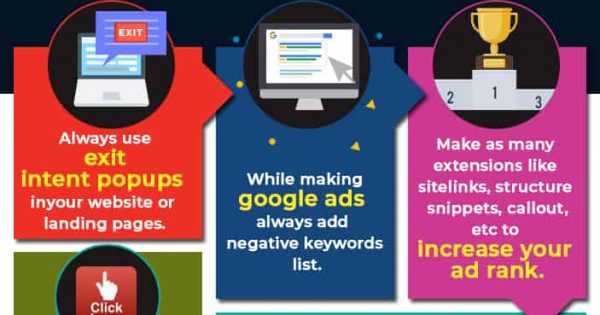 EXIT
Always use
exit
intent popups
inyour website or
landing pages.
G
While making
google ads
always add
negative keywords
list.
2 1 3
Make as many
extensions like
sitelinks, structure
snippets, callout,
etc to
increase your
ad rank.
Click